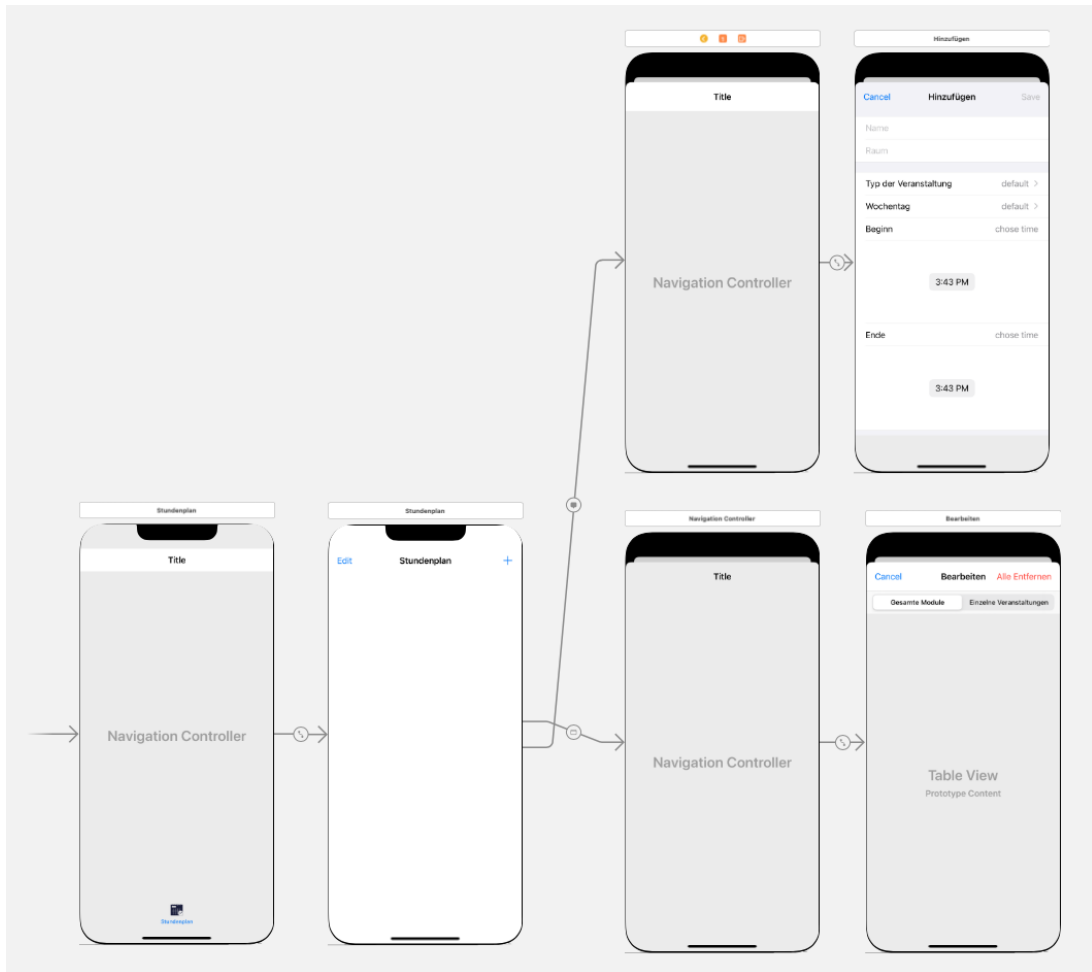 Hinzufügen
Title
Cancel Hinzufügen Save
Name
Raum
Typ der Veranstaltung default >
Wochentag default >
Beginn chose time
Navigation Controller
3:43 PM
Ende chose time
3:43 PM
Stundenplan
Stundenplan
Navigation Controller
Bearbeiten
Title
Edit Stundenplan +
Title
Cancel Bearbeiten Alle Entfernen
Gesamte Module Einzelne Veranstaltungen
Navigation Controller
Navigation Controller
Table View
Prototype Content
Stundenplan